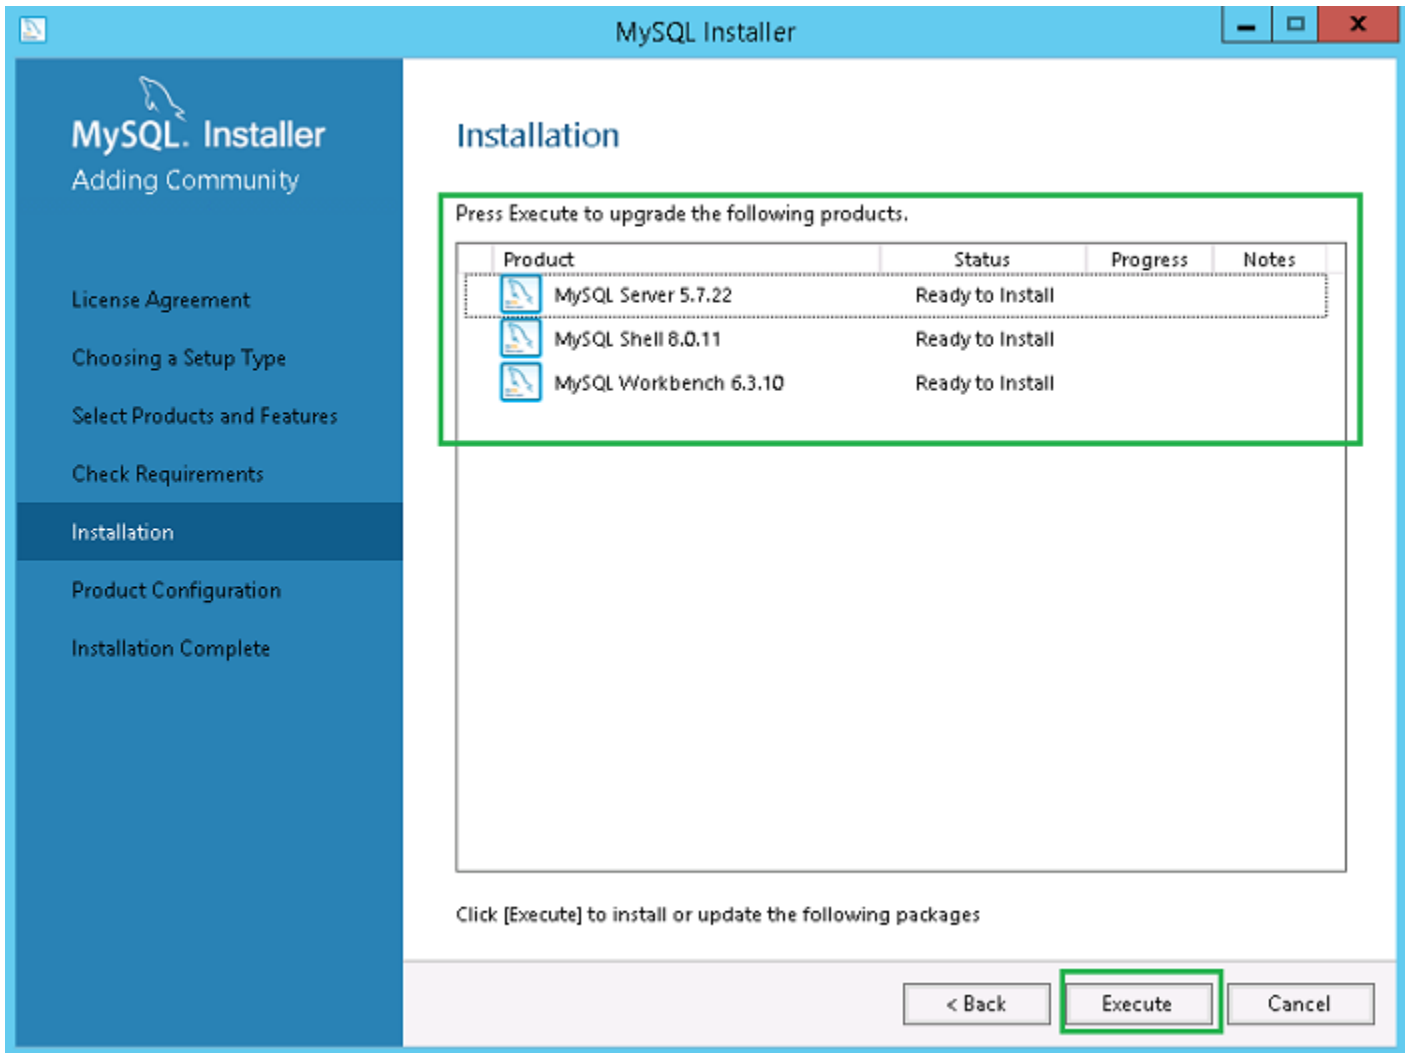 MySQL Installer
MySQL. Installer
Adding Community
License Agreement
Choosing a Setup Type
Select Products and Features
Check Requirements
Installation
Product Configuration
Installation Complete
Installation
Press Execute to upgrade the following products.
Product Status Progress Notes
MySQL Server 5.7.22 Ready to Install
MySQL Shell 8.0.11 Ready to Install
MySQL Workbench 6.3.10 Ready to Install
Click [Execute] to install or update the following packages
< Back Execute Cancel